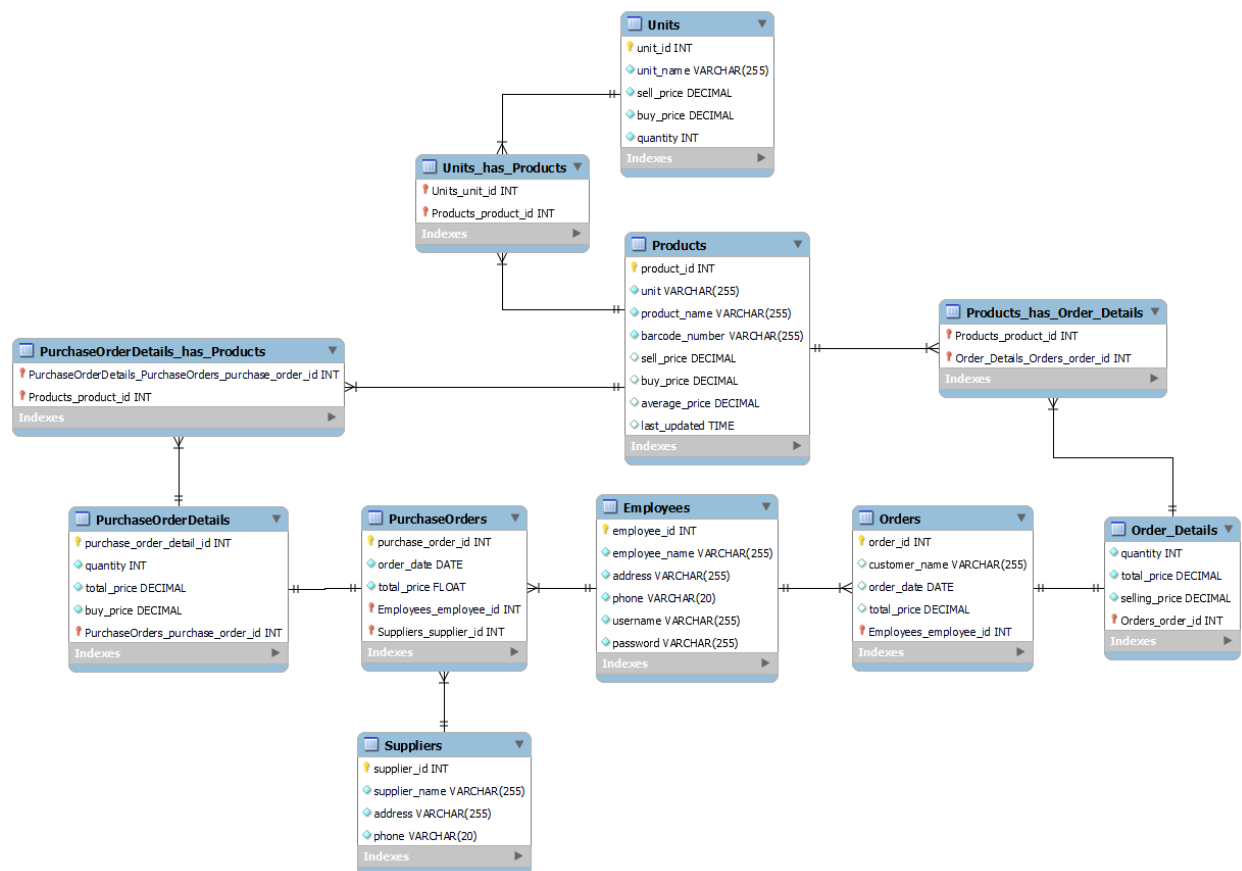 Units
unit_id INT
unit_name VARCHAR(255)
sell_price DECIMAL
buy_price DECIMAL
quantity INT
Indexes
Units_has_Products
Units_unit_id INT
Products_product_id INT
Indexes
Products
product_id INT
unit VARCHAR(255)
product_name VARCHAR(255)
barcode_number VARCHAR(255)
sell_price DECIMAL
buy_price DECIMAL
average_price DECIMAL
last_updated TIME
Indexes
Products_has_Order_Details
Products_product_id INT
Order_Details_Orders_order_id INT
Indexes
PurchaseOrderDetails_has_Products
PurchaseOrderDetails_PurchaseOrders_purchase_order_id INT
Products_product_id INT
Indexes
PurchaseOrderDetails
purchase_order_detail_id INT
quantity INT
total_price DECIMAL
buy_price DECIMAL
PurchaseOrders_purchase_order_id INT
Indexes
PurchaseOrders
purchase_order_id INT
order_date DATE
total_price FLOAT
Employees_employee_id INT
Suppliers_supplier_id INT
Indexes
Employees
employee_id INT
employee_name VARCHAR(255)
address VARCHAR(255)
phone VARCHAR(20)
username VARCHAR(255)
password VARCHAR(255)
Indexes
Orders
order_id INT
customer_name VARCHAR(255)
order_date DATE
total_price DECIMAL
Employees_employee_id INT
Indexes
Order_Details
quantity INT
total_price DECIMAL
selling_price DECIMAL
Orders_order_id INT
Indexes
Suppliers
supplier_id INT
supplier_name VARCHAR(255)
address VARCHAR(255)
phone VARCHAR(20)
Indexes